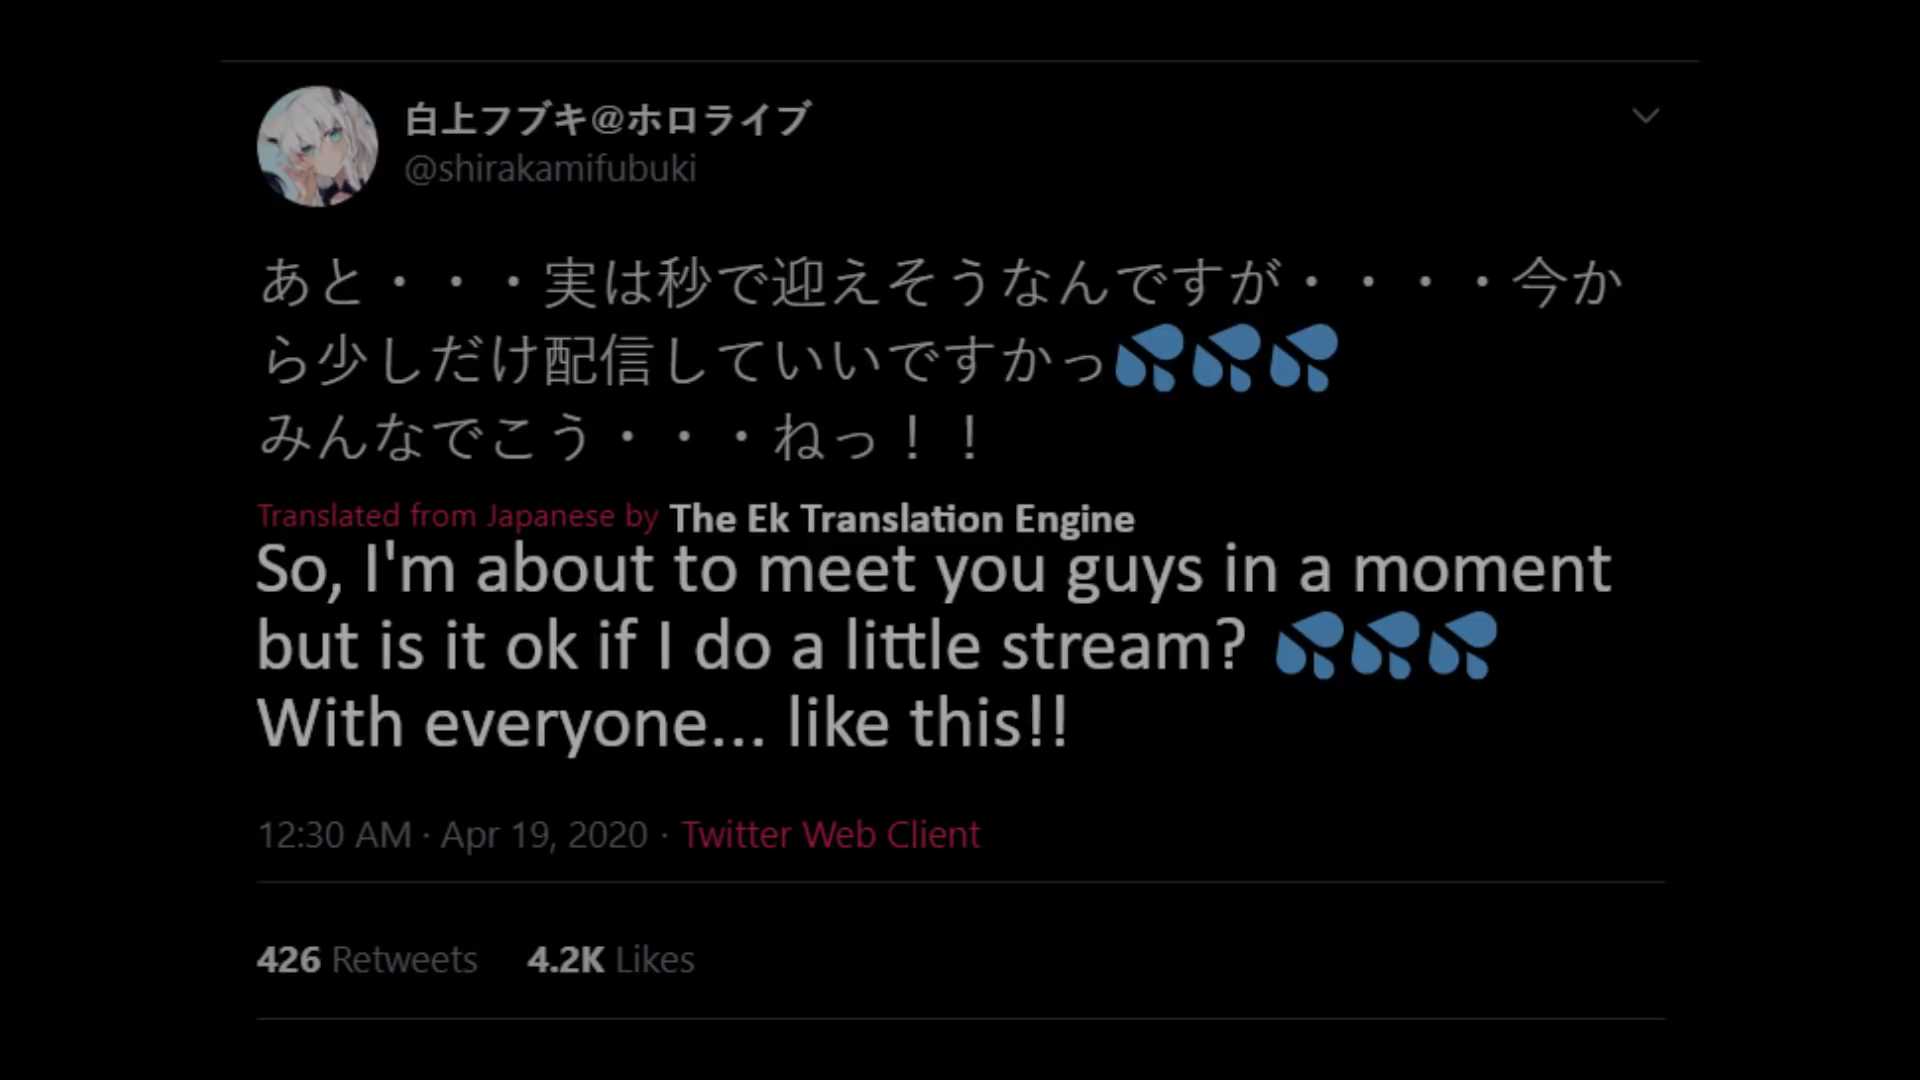 白上フブキ@ホロライブ
@shirakamifubuki
あと・・・実は秒で迎えそうなんですが・・・・今か
ら少しだけ配信していいですかっ💦💦💦
みんなでこう・・・ねっ！！
Translated from Japanese by The Ek Translation Engine
So, I'm about to meet you guys in a moment
but is it ok if I do a little stream? 💦💦💦
With everyone... like this!!
12:30 AM · Apr 19, 2020 · Twitter Web Client
426 Retweets 4.2K Likes